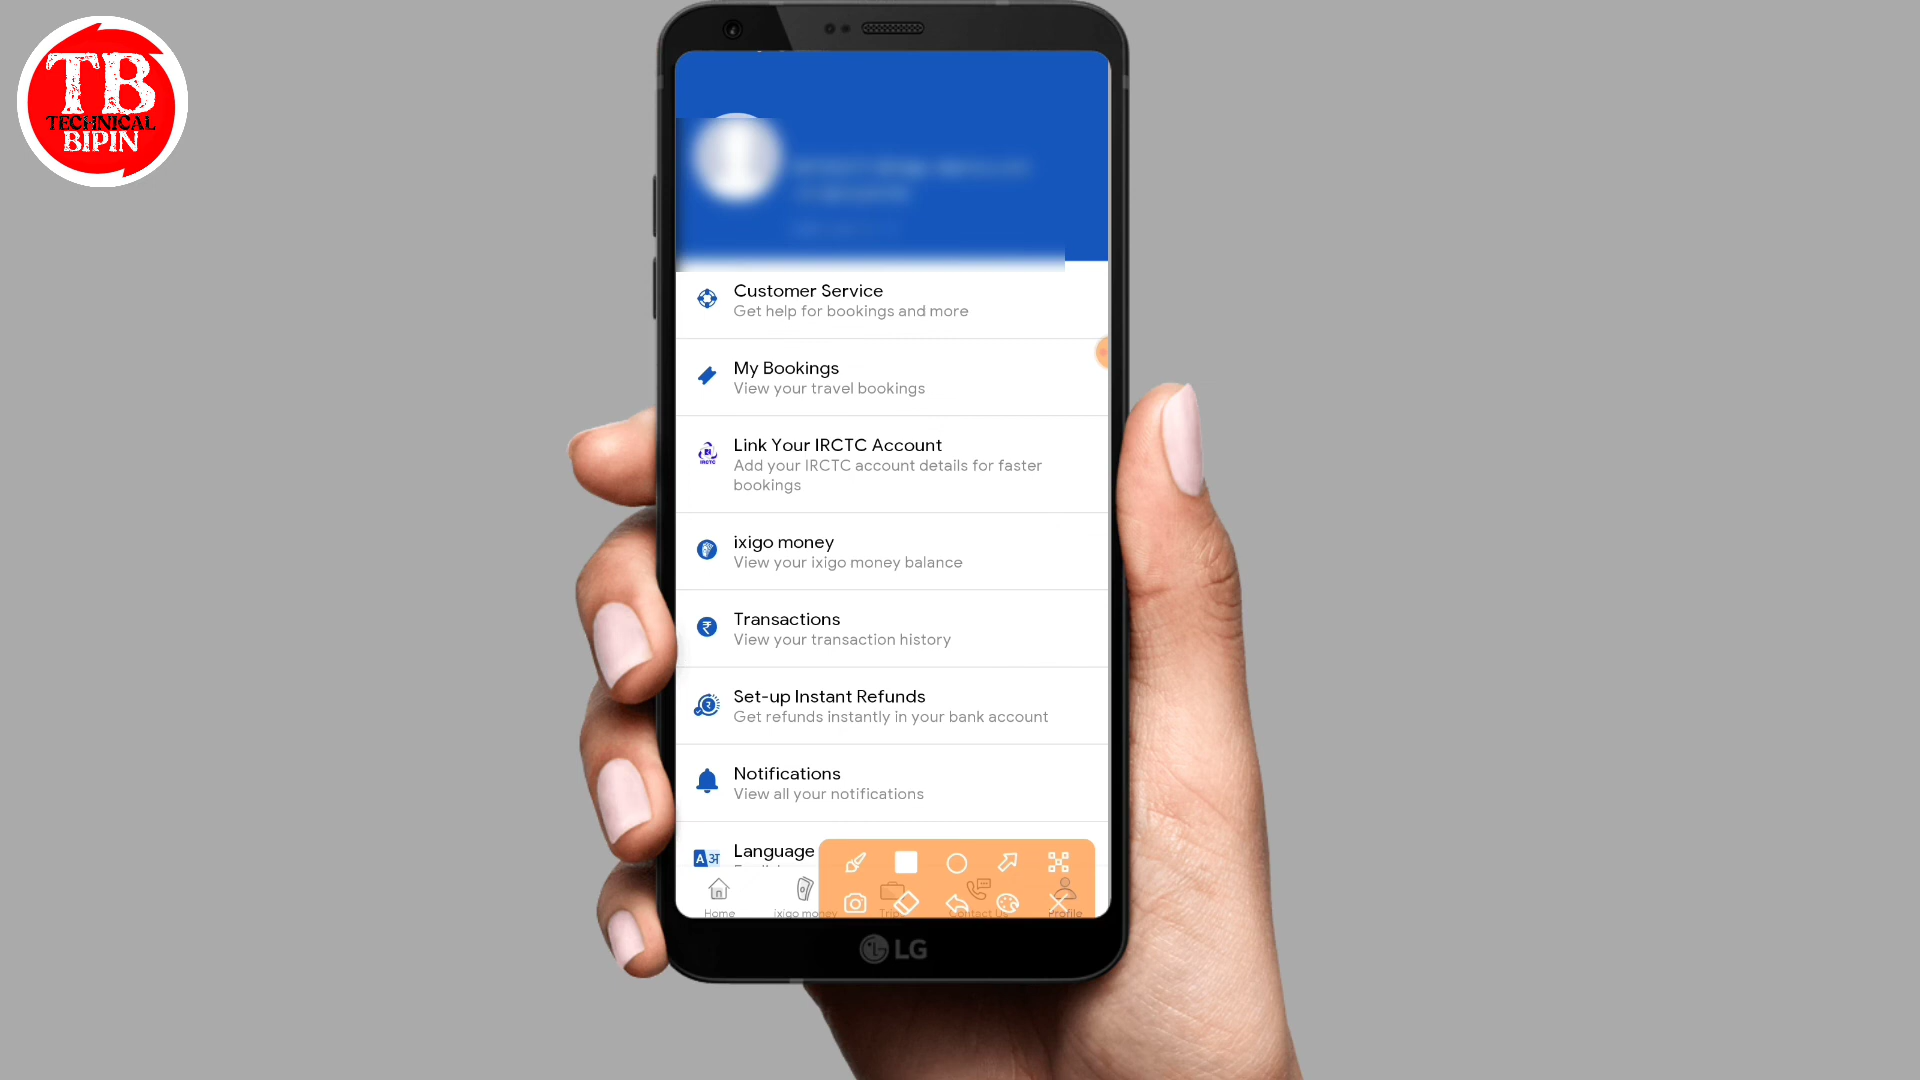 TB
TECHNICAL
BIPIN
Customer Service
Get help for bookings and more
My Bookings
View your travel bookings
IRCTC
Link Your IRCTC Account
Add your IRCTC account details for faster
bookings
ixigo money
View your ixigo money balance
Transactions
View your transaction history
Set-up Instant Refunds
Get refunds instantly in your bank account
Notifications
View all your notifications
A अ
Language
Home
ixigo money
Contact Us
Profile
LG